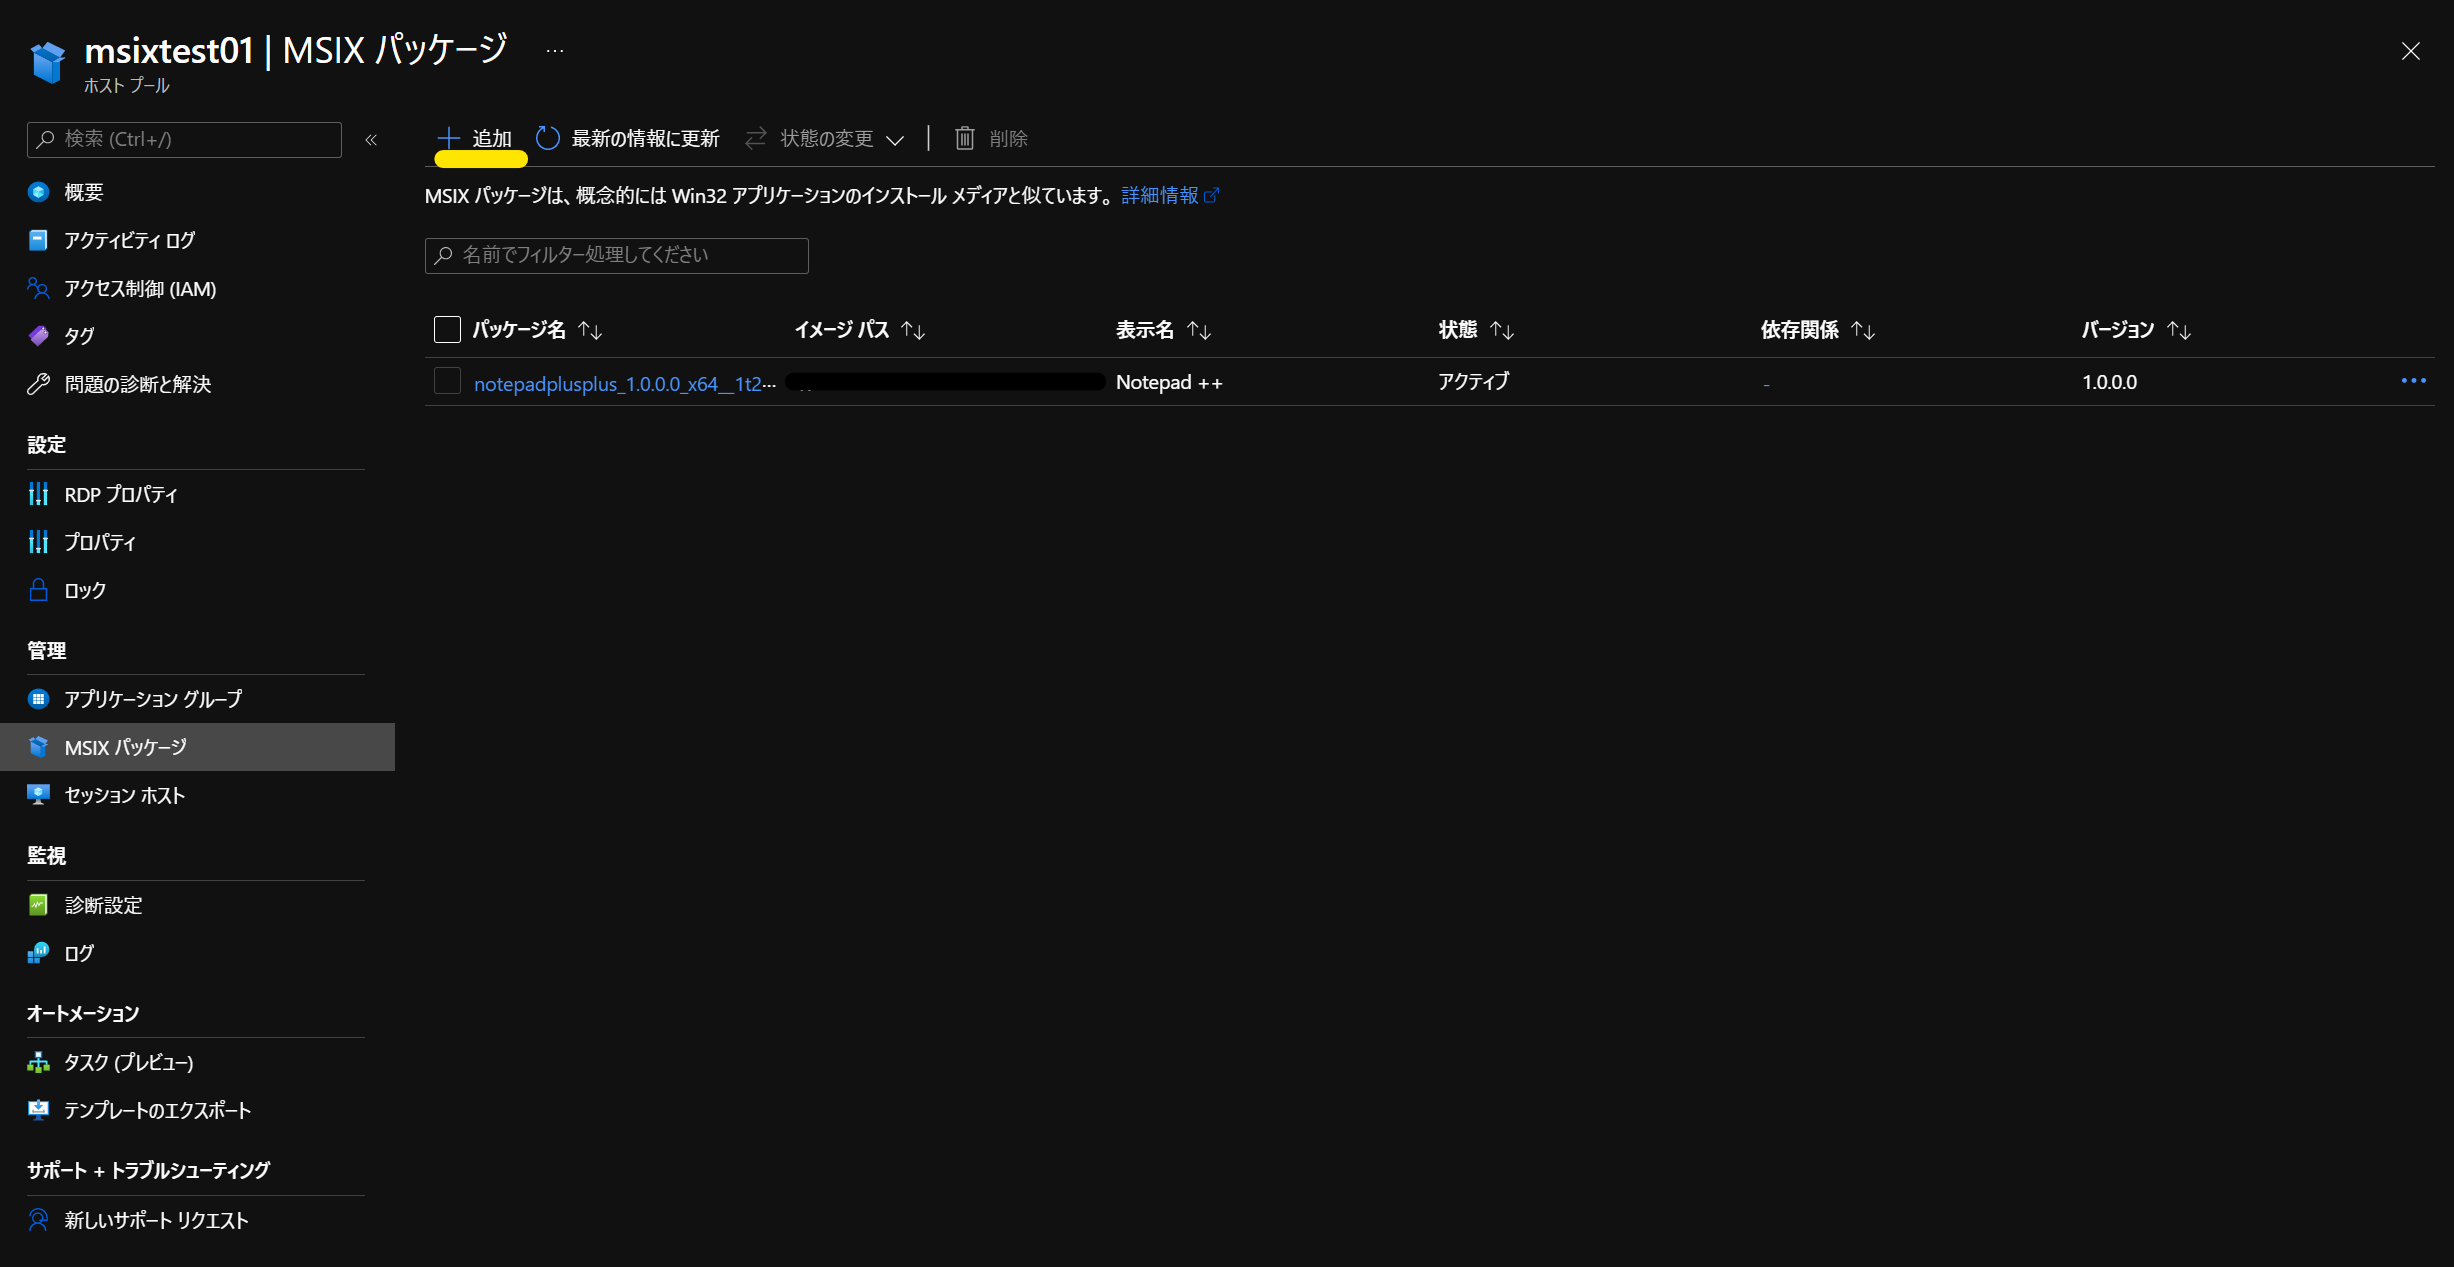 msixtest01 | MSIX パッケージ ...
ホスト プール
検索 (Ctrl+/)
«
概要
アクティビティ ログ
アクセス制御 (IAM)
タグ
問題の診断と解決
設定
RDP プロパティ
プロパティ
ロック
管理
アプリケーション グループ
MSIX パッケージ
セッション ホスト
監視
診断設定
ログ
オートメーション
タスク (プレビュー)
テンプレートのエクスポート
サポート + トラブルシューティング
新しいサポート リクエスト
追加 最新の情報に更新 状態の変更 | 削除
MSIX パッケージは、概念的には Win32 アプリケーションのインストール メディアと似ています。 詳細情報
名前でフィルター処理してください
パッケージ名 ↑↓ イメージ パス ↑↓ 表示名 ↑↓ 状態 ↑↓ 依存関係 ↑↓ バージョン ↑↓
notepadplusplus_1.0.0.0_x64__1t2... Notepad ++ アクティブ - 1.0.0.0 ...